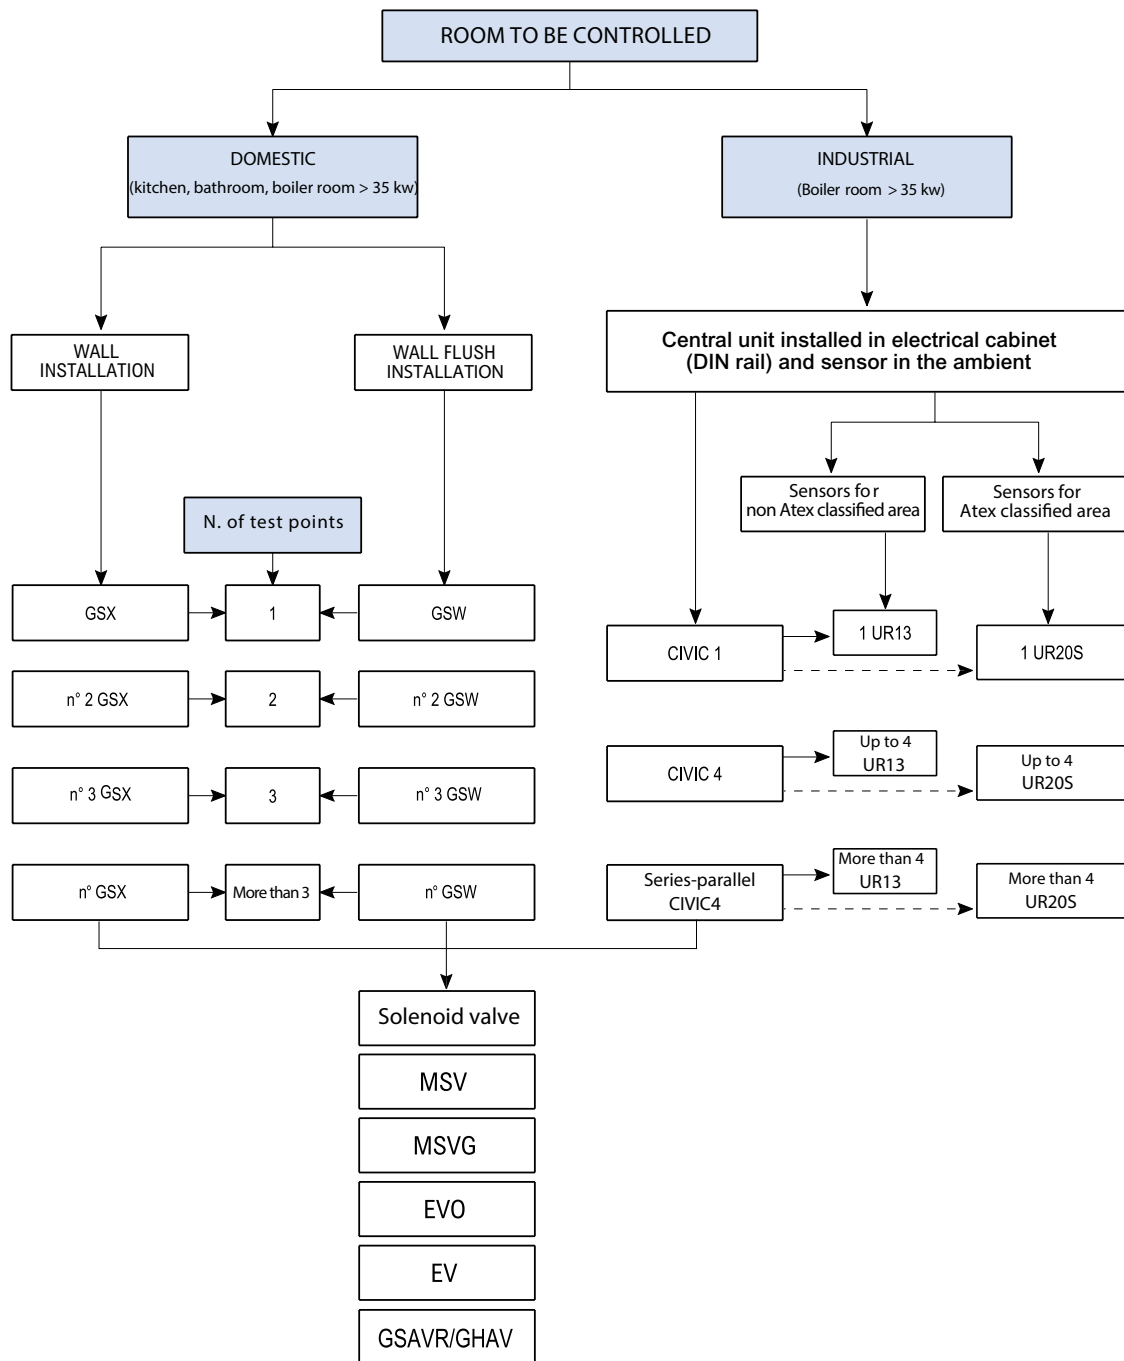 ROOM TO BE CONTROLLED
DOMESTIC
(kitchen, bathroom, boiler room > 35 kw)
INDUSTRIAL
(Boiler room > 35 kw)
WALL
INSTALLATION
WALL FLUSH
INSTALLATION
Central unit installed in electrical cabinet
(DIN rail) and sensor in the ambient
Sensors for
non Atex classified area
Sensors for
Atex classified area
N. of test points
GSX
1
GSW
CIVIC 1
1 UR13
1 UR20S
n° 2 GSX
2
n° 2 GSW
CIVIC 4
Up to 4
UR13
Up to 4
UR20S
n° 3 GSX
3
n° 3 GSW
n° GSX
More than 3
n° GSW
Series-parallel
CIVIC4
More than 4
UR13
More than 4
UR20S
Solenoid valve
MSV
MSVG
EVO
EV
GSAVR/GHAV